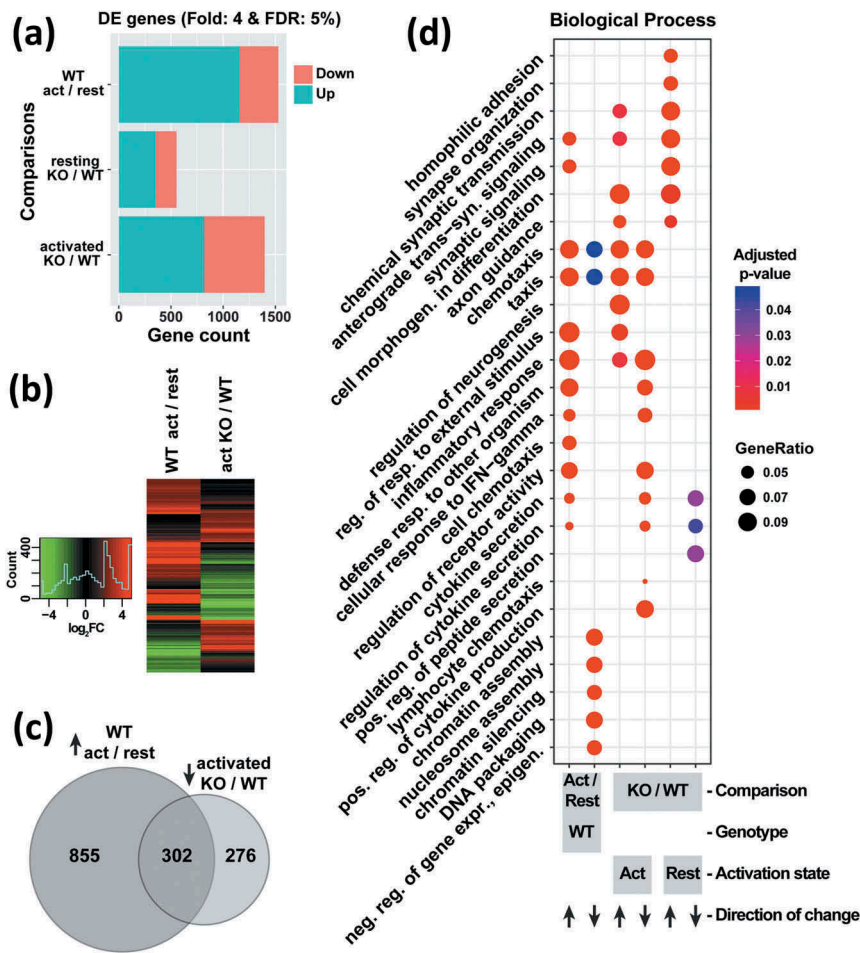 (a)
DE genes (Fold: 4 & FDR: 5%)
Comparisons
WT
act / rest
resting
KO / WT
activated
KO / WT
0
500
1000
1500
Gene count
Down
Up
(b)
WT act / rest
act KO / WT
Count
0
400
−4
0
4
log2FC
(c)
WT
act / rest
activated
KO / WT
855
302
276
(d)
Biological Process
homophilic adhesion
synapse organization
chemical synaptic transmission
anterograde trans−syn. signaling
synaptic signaling
cell morphogen. in differentiation
axon guidance
chemotaxis
taxis
regulation of neurogenesis
reg. of resp. to external stimulus
inflammatory response
defense resp. to other organism
cellular response to IFN−gamma
cell chemotaxis
regulation of receptor activity
cytokine secretion
regulation of cytokine secretion
pos. reg. of peptide secretion
lymphocyte chemotaxis
pos. reg. of cytokine production
chromatin assembly
nucleosome assembly
chromatin silencing
DNA packaging
neg. reg. of gene expr., epigen.
Adjusted
p-value
0.04
0.03
0.02
0.01
GeneRatio
0.05
0.07
0.09
Act /
Rest
KO / WT
- Comparison
WT
- Genotype
Act
Rest
- Activation state
- Direction of change